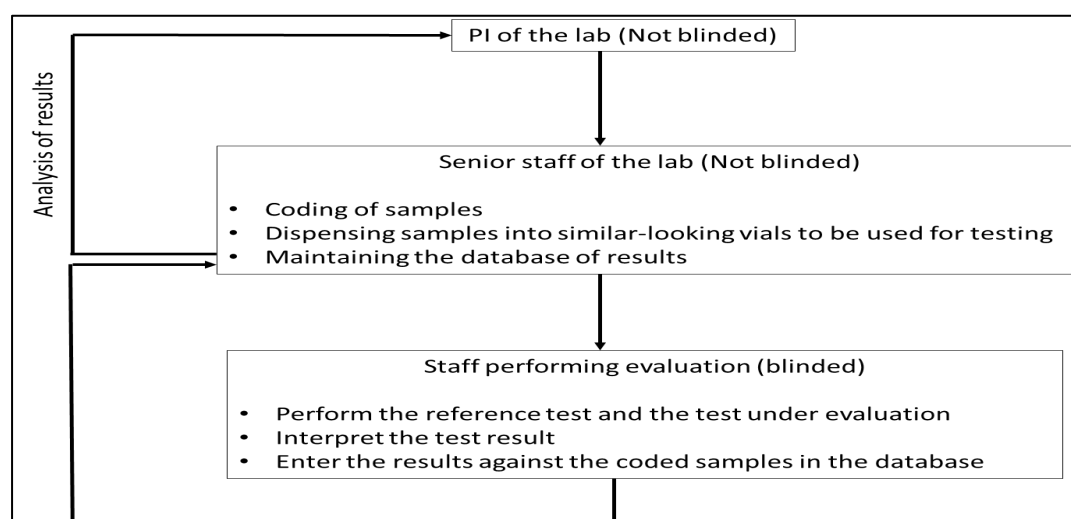 PI of the lab (Not blinded)
Analysis of results
Senior staff of the lab (Not blinded)
• Coding of samples
• Dispensing samples into similar-looking vials to be used for testing
• Maintaining the database of results
Staff performing evaluation (blinded)
• Perform the reference test and the test under evaluation
• Interpret the test result
• Enter the results against the coded samples in the database